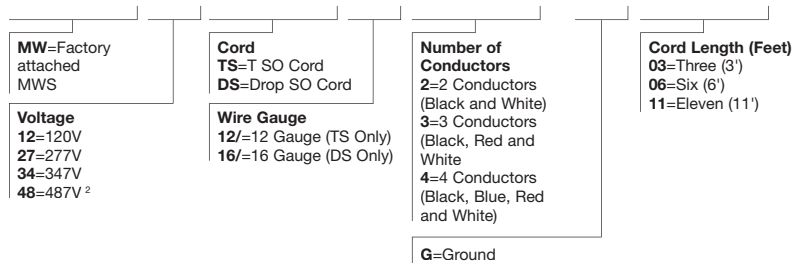 MW=Factory
attached
MWS
Voltage
12=120V
27=277V
34=347V
48=487V 2
Cord
TS=T SO Cord
DS=Drop SO Cord
Wire Gauge
12/=12 Gauge (TS Only)
16/=16 Gauge (DS Only)
Number of
Conductors
2=2 Conductors
(Black and White)
3=3 Conductors
(Black, Red and
White
4=4 Conductors
(Black, Blue, Red
and White)
G=Ground
Cord Length (Feet)
03=Three (3')
06=Six (6')
11=Eleven (11')